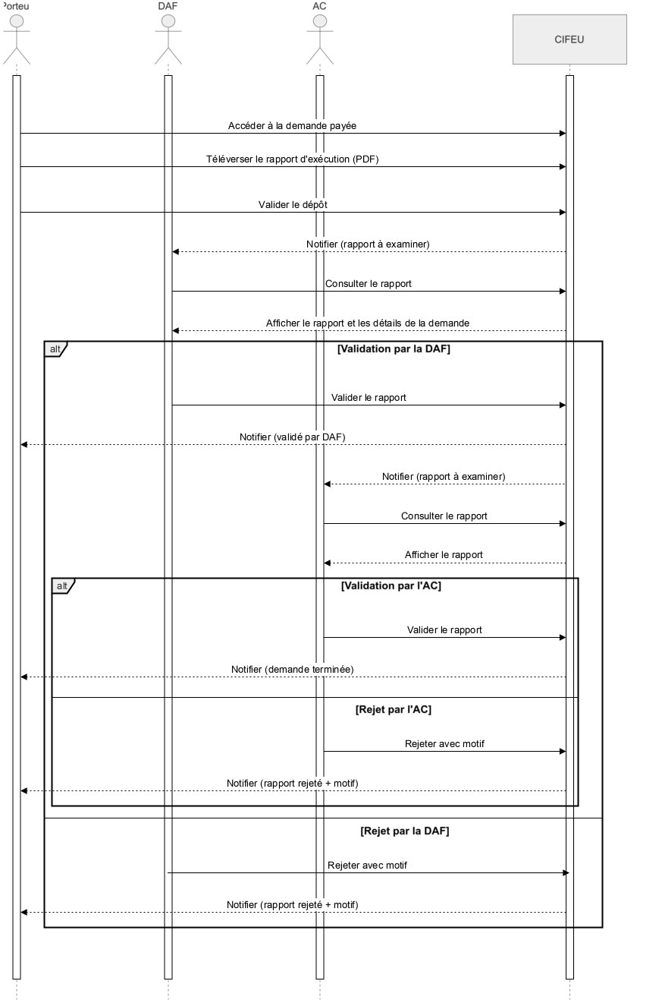 Porteu
DAF
AC
CIFEU
Accéder à la demande payée
Téléverser le rapport d'exécution (PDF)
Valider le dépôt
Notifier (rapport à examiner)
Consulter le rapport
Afficher le rapport et les détails de la demande
alt
[Validation par la DAF]
Valider le rapport
Notifier (validé par DAF)
Notifier (rapport à examiner)
Consulter le rapport
Afficher le rapport
alt
[Validation par l'AC]
Valider le rapport
Notifier (demande terminée)
[Rejet par l'AC]
Rejeter avec motif
Notifier (rapport rejeté + motif)
[Rejet par la DAF]
Rejeter avec motif
Notifier (rapport rejeté + motif)